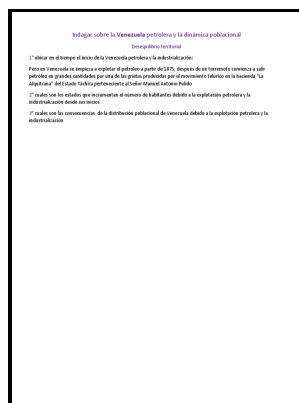 Indagar sobre la Venezuela petrolera y la dinámica poblacional
Desequilibrio territorial
1° ubicar en el tiempo el inicio de la Venezuela petrolera y la industrialización:
Pero en Venezuela se empieza a explotar el petróleo a partir de 1875, después de un terremoto comienza a salir
petróleo en grandes cantidades por una de las grietas producidas por el movimiento telúrico en la hacienda "La
Alquitrana" del Estado Táchira perteneciente al Señor Manuel Antonio Pulido
2° cuales son los estados que incrementan el número de habitantes debido a la explotación petrolera y la
industrialización desde sus inicios
3° cuales son las consecuencias de la distribución poblacional de Venezuela debido a la explotación petrolera y la
industrialización